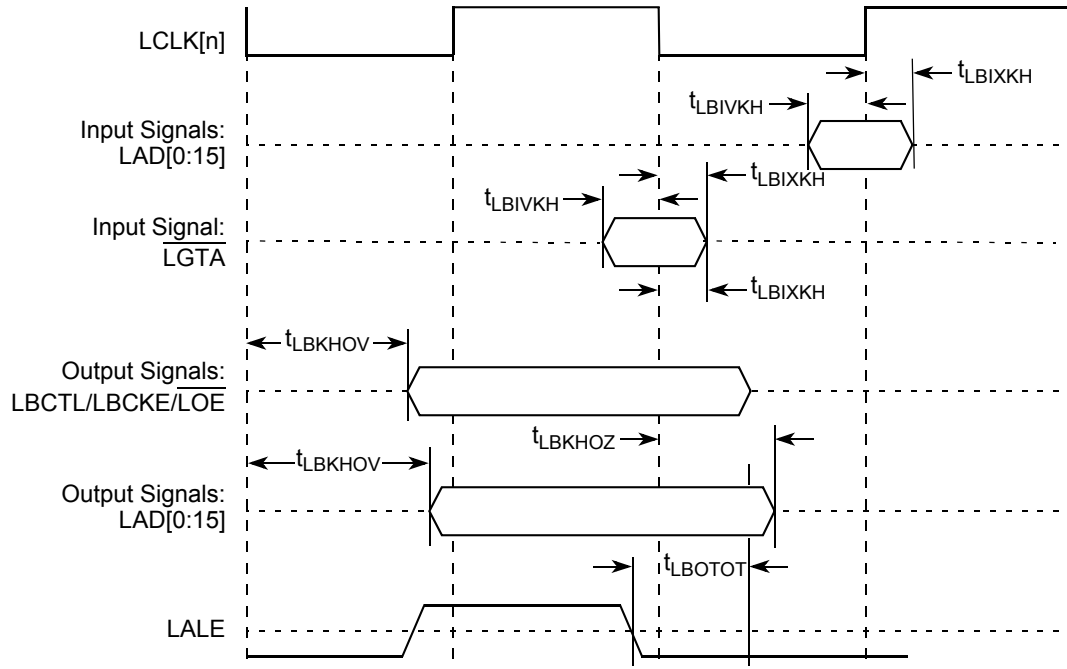 LCLK[n]
tLBIXKH
tLBIVKH
Input Signals:
LAD[0:15]
tLBIXKH
tLBIVKH
Input Signal:
LGTA
tLBIXKH
tLBKHOV
Output Signals:
LBCTL/LBCKE/LOE
tLBKHOZ
tLBKHOV
Output Signals:
LAD[0:15]
tLBOTOT
LALE